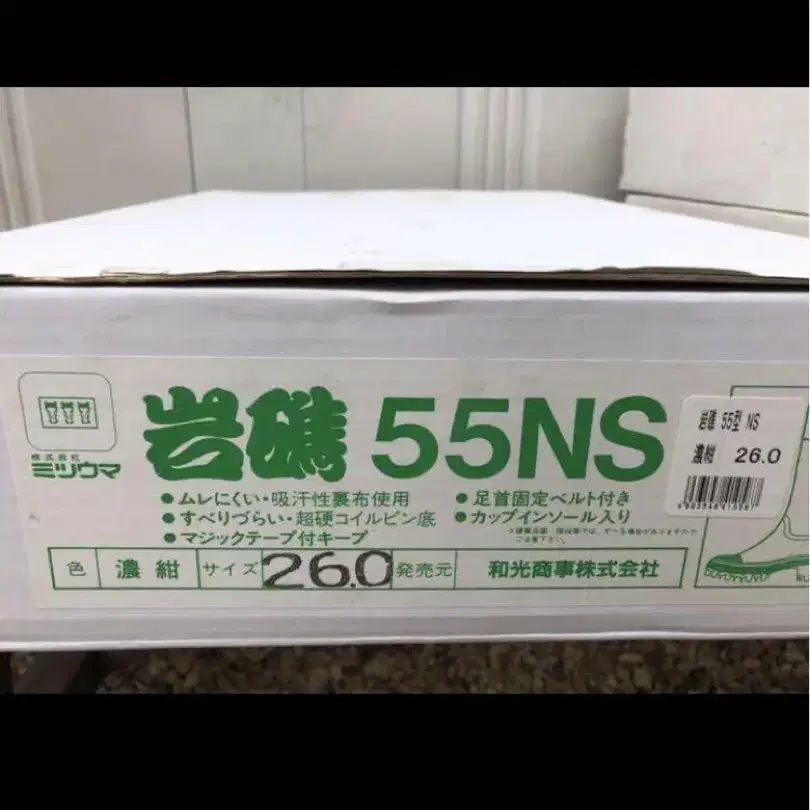 株式会社
ミツウマ
岩礁 55NS
●ムレにくい・吸汗性裏布使用
●すべりづらい・超硬コイルピン底
●マジックテープ付キープ
●足首固定ベルト付き
●カップインソール入り
色 濃紺 サイズ 26.0 発売元 和光商事株式会社
岩礁 55型 NS
濃紺 26.0